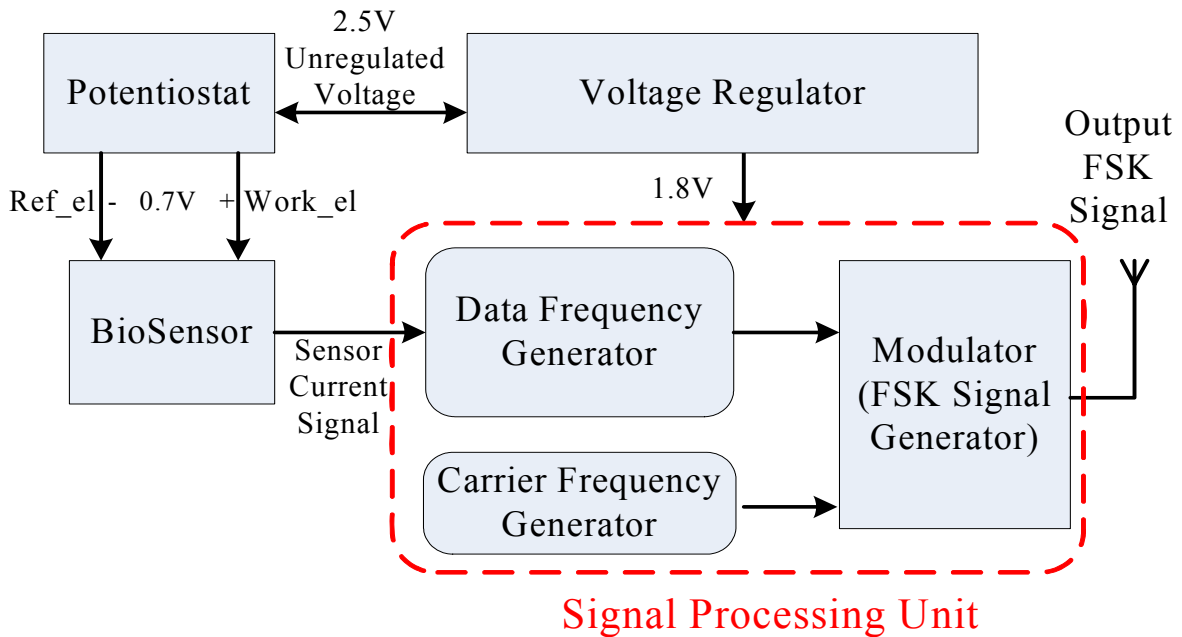 2.5V
Unregulated
Voltage
Potentiostat
Voltage Regulator
Output
FSK
Signal
Ref_el - 0.7V + Work_el
1.8V
BioSensor
Sensor
Current
Signal
Data Frequency
Generator
Modulator
(FSK Signal
Generator)
Carrier Frequency
Generator
Signal Processing Unit